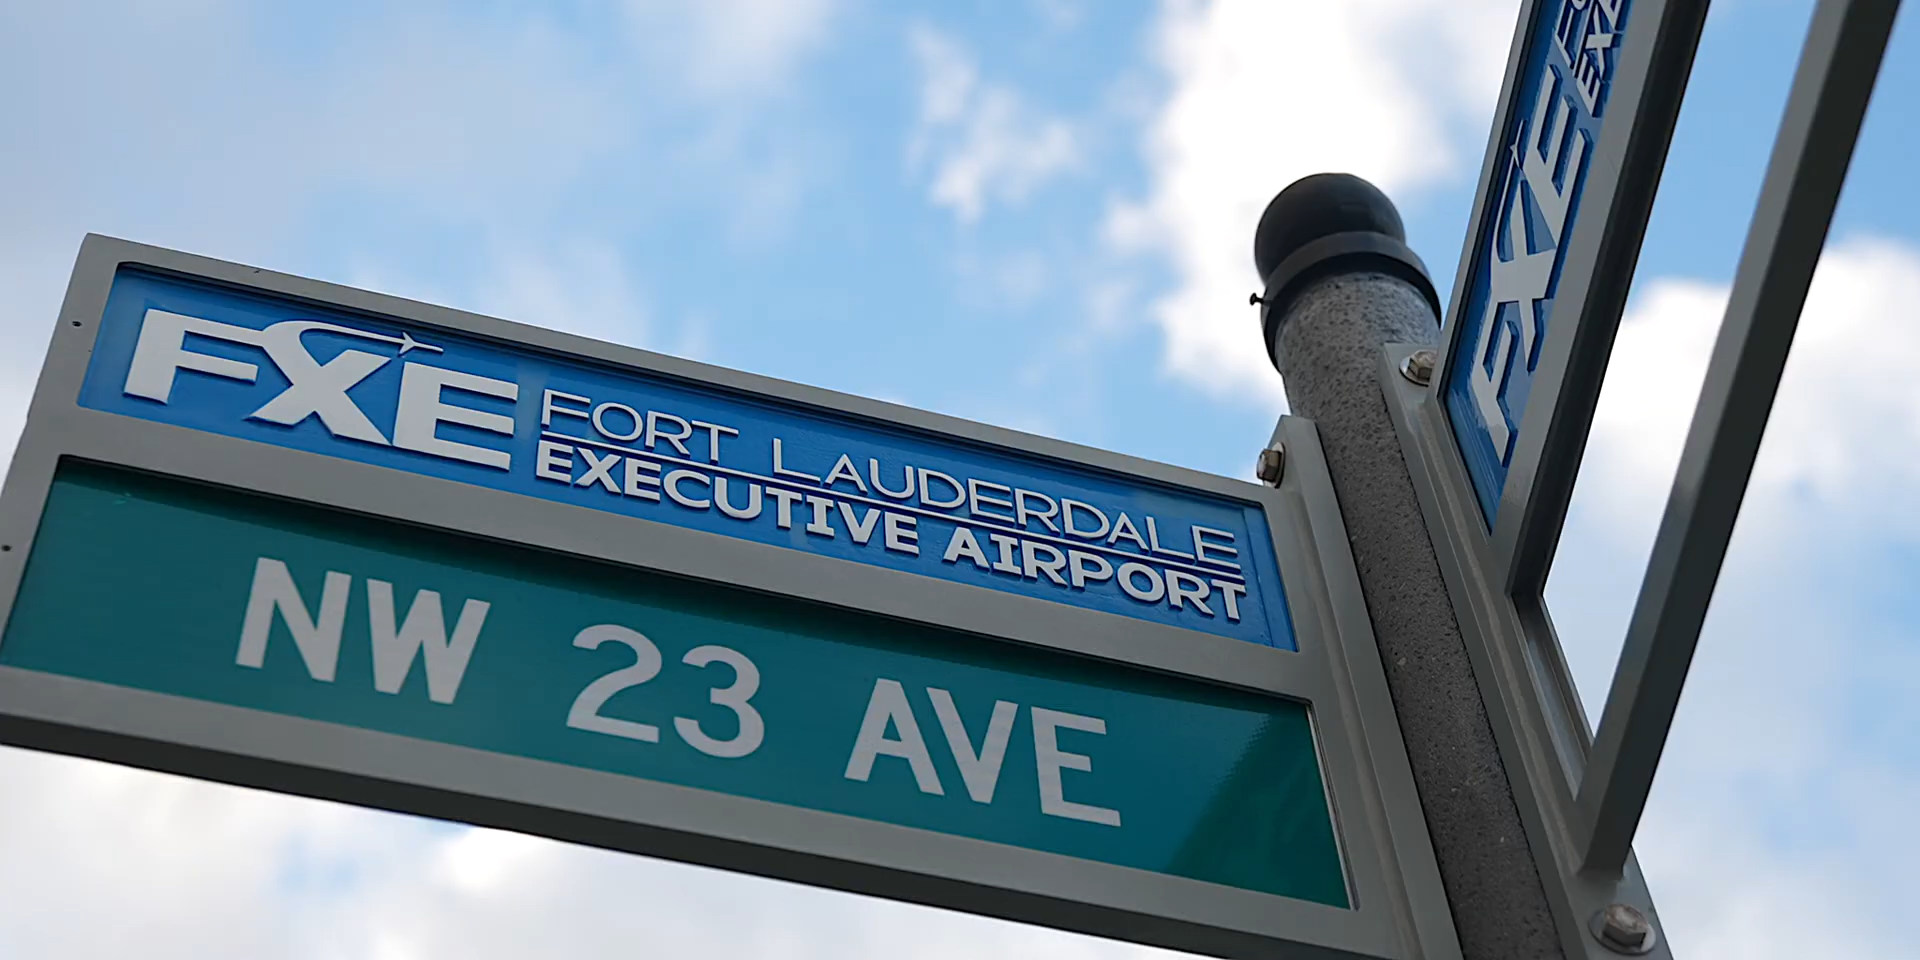 FXE
FORT LAUDERDALE
EXECUTIVE AIRPORT
NW 23 AVE
FXE